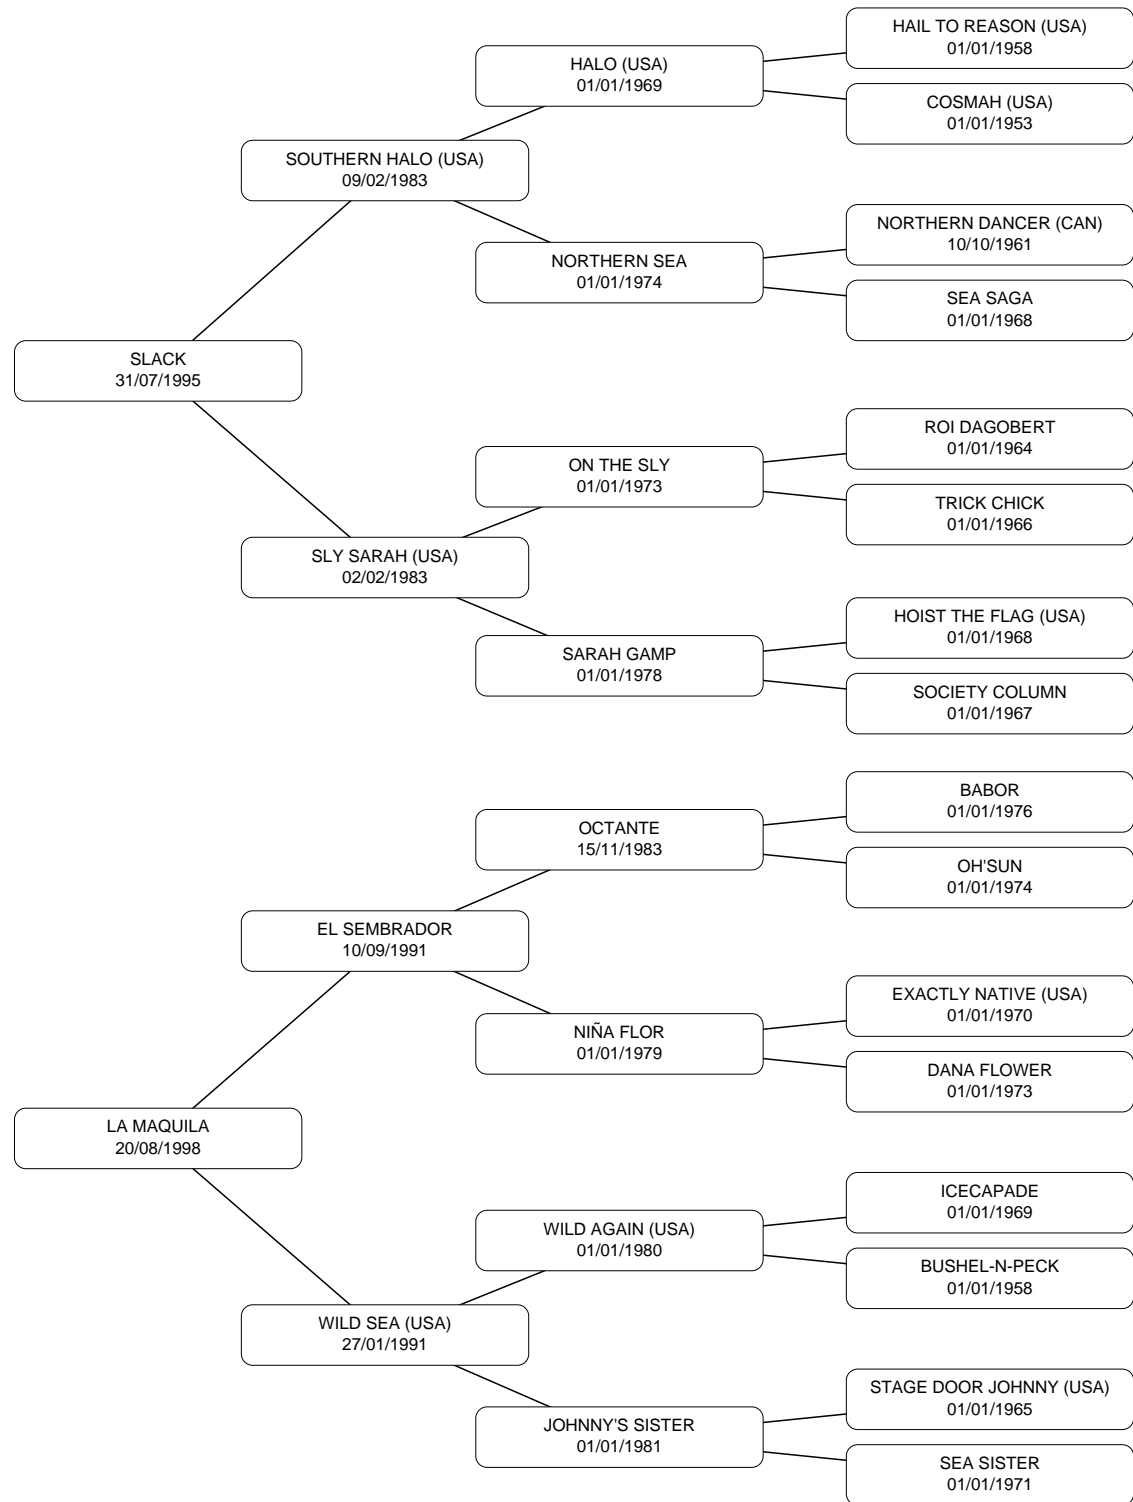 HAIL TO REASON (USA)
01/01/1958
HALO (USA)
01/01/1969
COSMAH (USA)
01/01/1953
SOUTHERN HALO (USA)
09/02/1983
NORTHERN DANCER (CAN)
10/10/1961
NORTHERN SEA
01/01/1974
SEA SAGA
01/01/1968
SLACK
31/07/1995
ROI DAGOBERT
01/01/1964
ON THE SLY
01/01/1973
TRICK CHICK
01/01/1966
SLY SARAH (USA)
02/02/1983
HOIST THE FLAG (USA)
01/01/1968
SARAH GAMP
01/01/1978
SOCIETY COLUMN
01/01/1967
BABOR
01/01/1976
OCTANTE
15/11/1983
OH'SUN
01/01/1974
EL SEMBRADOR
10/09/1991
EXACTLY NATIVE (USA)
01/01/1970
NIÑA FLOR
01/01/1979
DANA FLOWER
01/01/1973
LA MAQUILA
20/08/1998
ICECAPADE
01/01/1969
WILD AGAIN (USA)
01/01/1980
BUSHEL-N-PECK
01/01/1958
WILD SEA (USA)
27/01/1991
STAGE DOOR JOHNNY (USA)
01/01/1965
JOHNNY'S SISTER
01/01/1981
SEA SISTER
01/01/1971